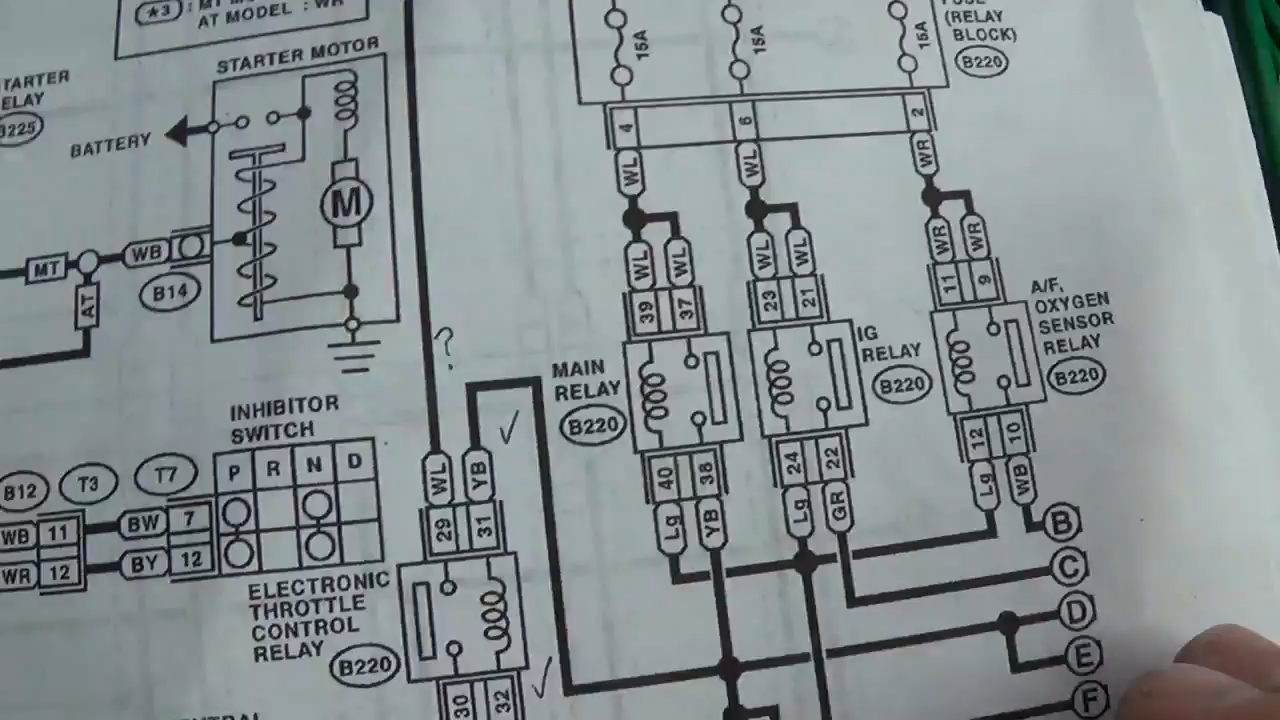 ★3 : MT
AT MODEL : WR
STARTER MOTOR
BATTERY
M
MT
AT
WB
B14
15A
15A
15A
(RELAY
BLOCK)
B220
4
6
2
WL
WL
WR
WL
WL
WL
WL
WR
WR
39
37
23
21
11
9
MAIN
RELAY
B220
IG
RELAY
B220
A/F,
OXYGEN
SENSOR
RELAY
B220
40
38
24
22
12
10
Lg
YB
Lg
GR
Lg
WB
B
C
D
E
F
?
INHIBITOR
SWITCH
P R N D
B12
T3
T7
WB 11 BW 7
WR 12 BY 12
WL
YB
29
31
ELECTRONIC
THROTTLE
CONTROL
RELAY
B220
30
32